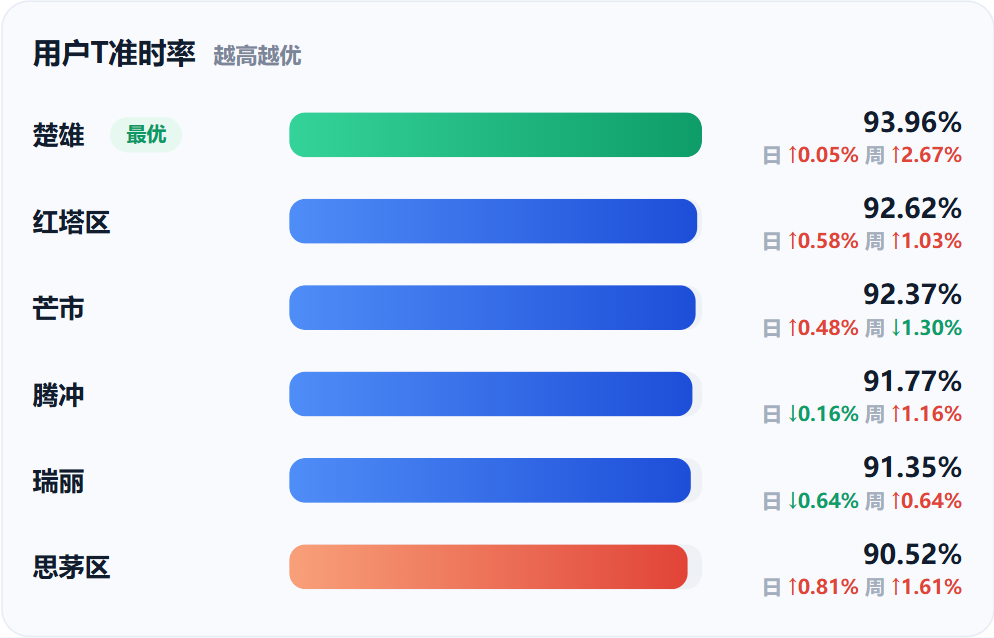 用户T准时率 越高越优
楚雄 最优 93.96%
日 ↑0.05% 周 ↑2.67%
红塔区 92.62%
日 ↑0.58% 周 ↑1.03%
芒市 92.37%
日 ↑0.48% 周 ↓1.30%
腾冲 91.77%
日 ↓0.16% 周 ↑1.16%
瑞丽 91.35%
日 ↓0.64% 周 ↑0.64%
思茅区 90.52%
日 ↑0.81% 周 ↑1.61%